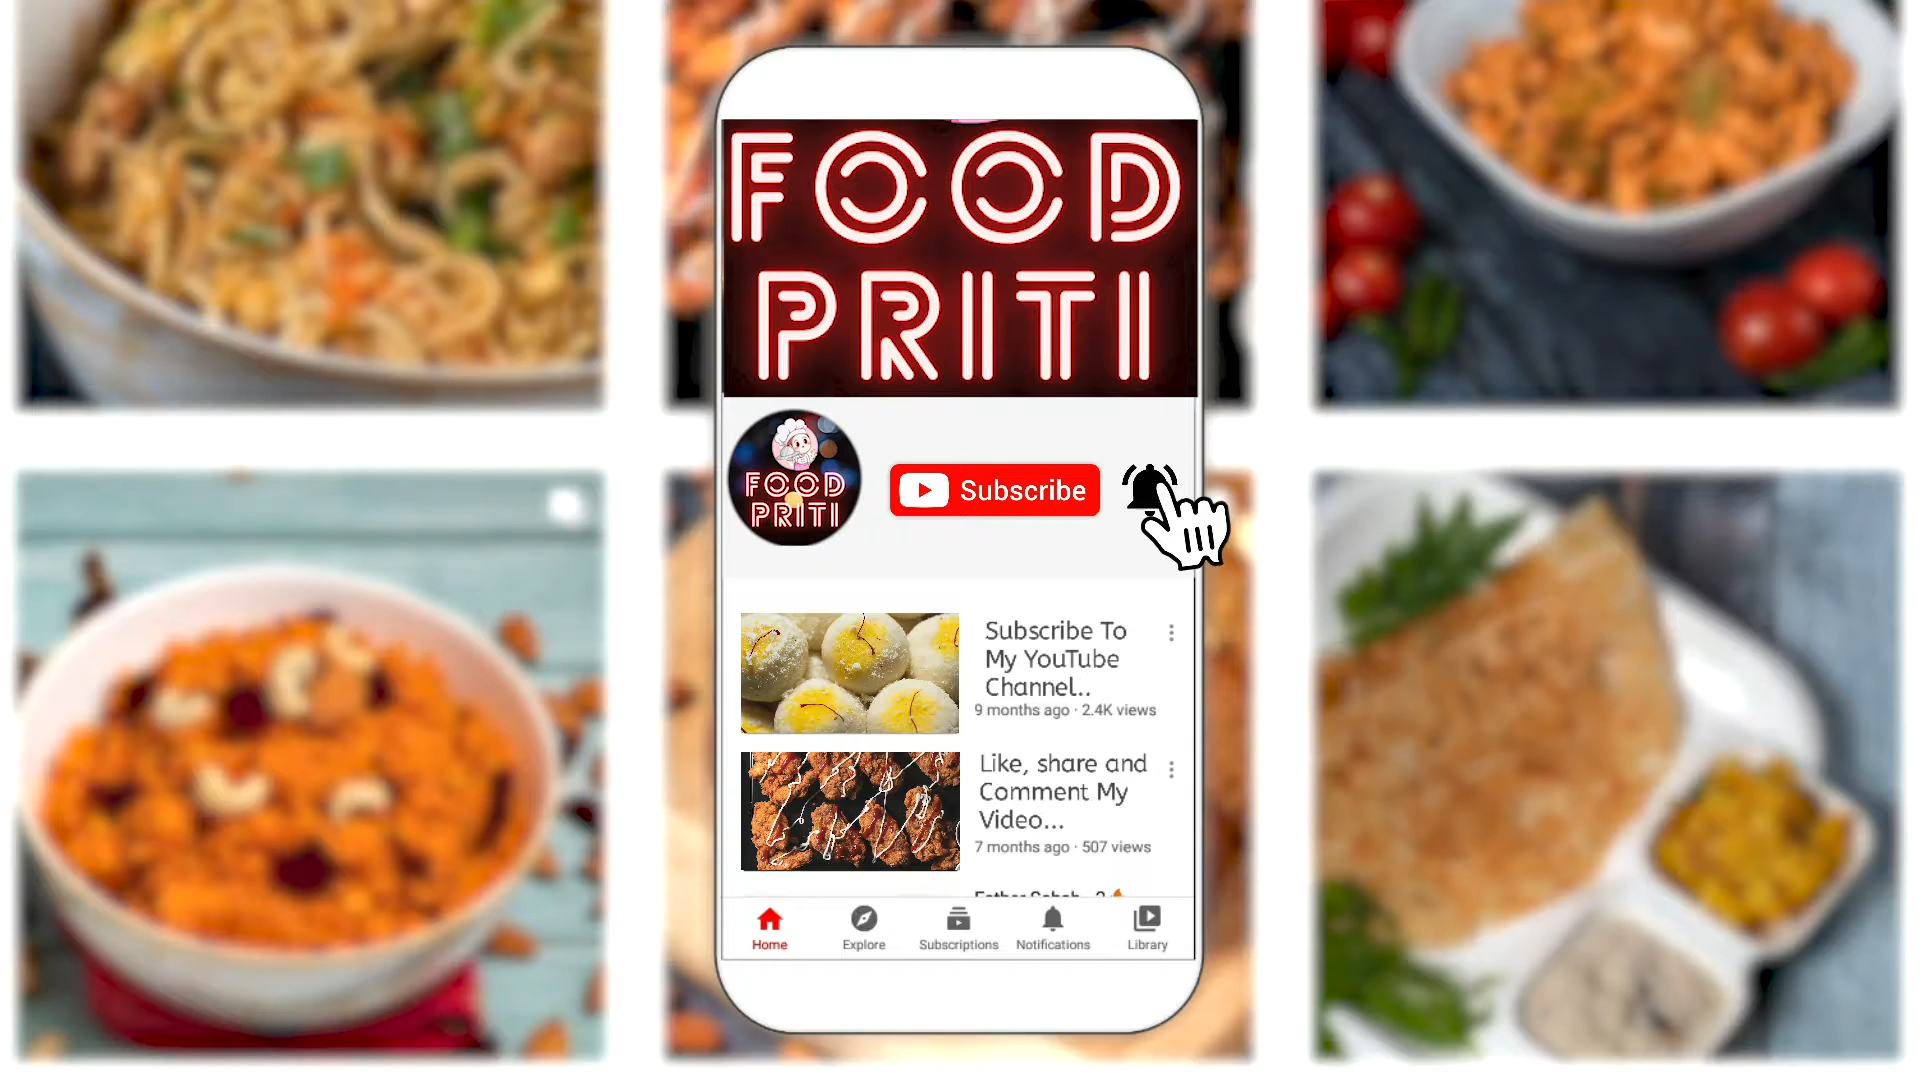 FOOD
PRITI
FOOD
PRITI
Subscribe
Subscribe To
My YouTube
Channel..
9 months ago · 2.4K views
Like, share and
Comment My
Video...
7 months ago · 507 views
Home
Explore
Subscriptions
Notifications
Library